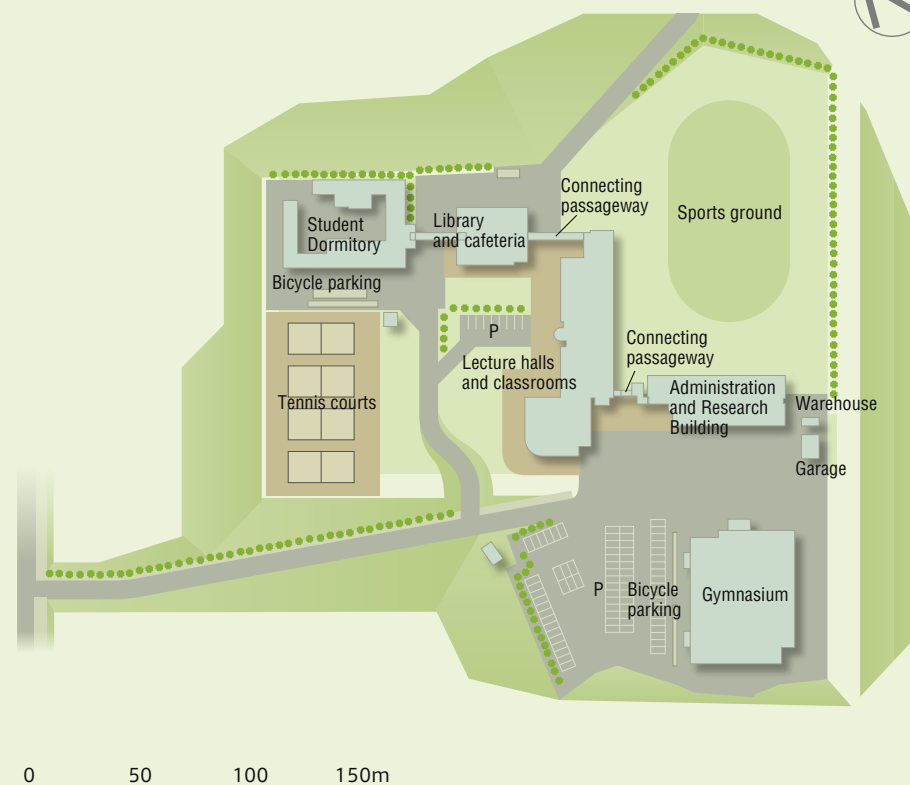 Connecting
passageway
Sports ground
Student
Dormitory
Library
and cafeteria
Bicycle parking
P
Connecting
passageway
Lecture halls
and classrooms
Tennis courts
Administration
and Research
Building
Warehouse
Garage
P
Bicycle
parking
Gymnasium
0 50 100 150m